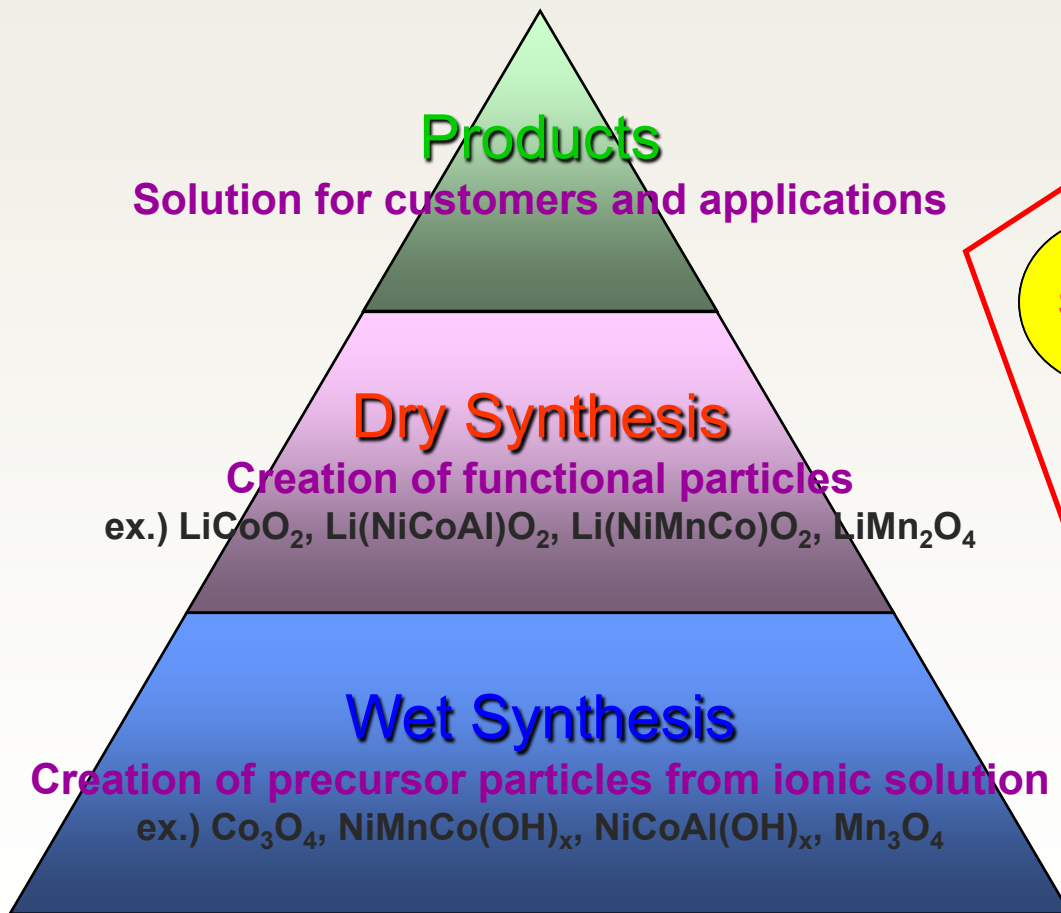 Products
Solution for customers and applications
Dry Synthesis
Creation of functional particles
ex.) LiCoO₂, Li(NiCoAl)O₂, Li(NiMnCo)O₂, LiMn₂O₄
Wet Synthesis
Creation of precursor particles from ionic solution
ex.) Co₃O₄, NiMnCo(OH)ₓ, NiCoAl(OH)ₓ, Mn₃O₄